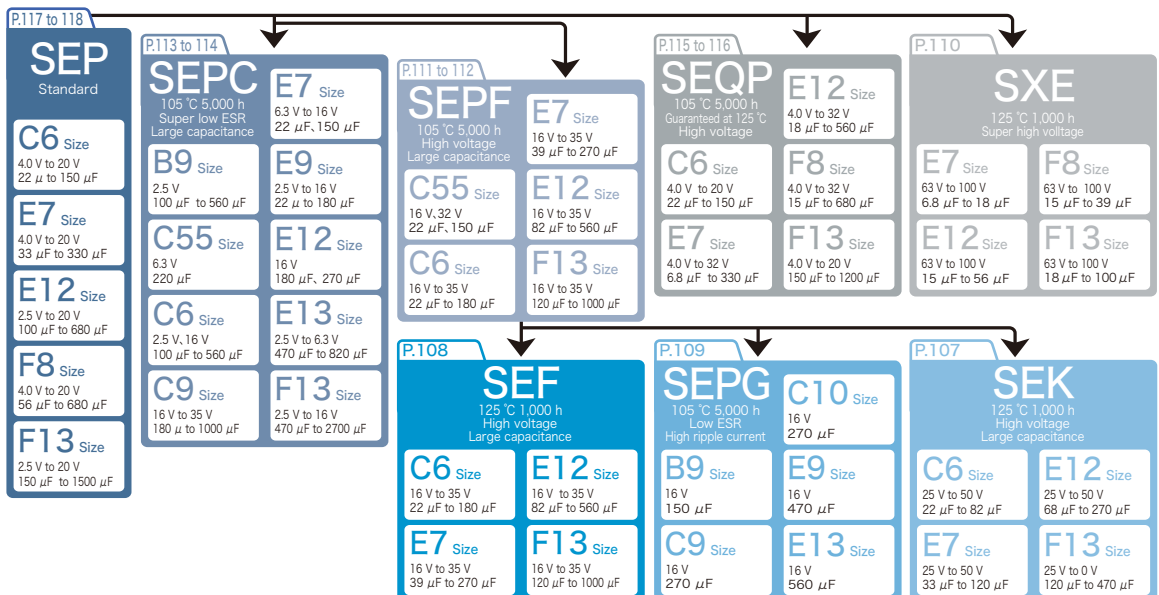 P.117 to 118
SEP
Standard
C6 Size
4.0 V to 20 V
22 μ to 150 μF
E7 Size
4.0 V to 20 V
33 μF to 330 μF
E12 Size
2.5 V to 20 V
100 μF to 680 μF
F8 Size
4.0 V to 20 V
56 μF to 680 μF
F13 Size
2.5 V to 20 V
150 μF to 1500 μF
P.113 to 114
SEPC
105 ˚C 5,000 h
Super low ESR
Large capacitance
E7 Size
6.3 V to 16 V
22 μF、150 μF
B9 Size
2.5 V
100 μF to 560 μF
E9 Size
2.5 V to 16 V
22 μ to 180 μF
C55 Size
6.3 V
220 μF
E12 Size
16 V
180 μF、270 μF
C6 Size
2.5 V、16 V
100 μF to 560 μF
E13 Size
2.5 V to 6.3 V
470 μF to 820 μF
C9 Size
16 V to 35 V
180 μ to 1000 μF
F13 Size
2.5 V to 16 V
470 μF to 2700 μF
P.111 to 112
SEPF
105 ˚C 5,000 h
High voltage
Large capacitance
E7 Size
16 V to 35 V
39 μF to 270 μF
C55 Size
16 V、32 V
22 μF、150 μF
E12 Size
16 V to 35 V
82 μF to 560 μF
C6 Size
16 V to 35 V
22 μF to 180 μF
F13 Size
16 V to 35 V
120 μF to 1000 μF
P.115 to 116
SEQP
105 ˚C 5,000 h
Guaranteed at 125 ˚C
High voltage
E12 Size
4.0 V to 32 V
18 μF to 560 μF
C6 Size
4.0 V to 20 V
22 μF to 150 μF
F8 Size
4.0 V to 32 V
15 μF to 680 μF
E7 Size
4.0 V to 32 V
6.8 μF to 330 μF
F13 Size
4.0 V to 20 V
150 μF to 1200 μF
P.110
SXE
125 ˚C 1,000 h
Super high voltage
E7 Size
63 V to 100 V
6.8 μF to 18 μF
F8 Size
63 V to 100 V
15 μF to 39 μF
E12 Size
63 V to 100 V
15 μF to 56 μF
F13 Size
63 V to 100 V
18 μF to 100 μF
P.108
SEF
125 ˚C 1,000 h
High voltage
Large capacitance
C6 Size
16 V to 35 V
22 μF to 180 μF
E12 Size
16 V to 35 V
82 μF to 560 μF
E7 Size
16 V to 35 V
39 μF to 270 μF
F13 Size
16 V to 35 V
120 μF to 1000 μF
P.109
SEPG
105 ˚C 5,000 h
Low ESR
High ripple current
C10 Size
16 V
270 μF
B9 Size
16 V
150 μF
E9 Size
16 V
470 μF
C9 Size
16 V
270 μF
E13 Size
16 V
560 μF
P.107
SEK
125 ˚C 1,000 h
High voltage
Large capacitance
C6 Size
25 V to 50 V
22 μF to 82 μF
E12 Size
25 V to 50 V
68 μF to 270 μF
E7 Size
25 V to 50 V
33 μF to 120 μF
F13 Size
25 V to 0 V
120 μF to 470 μF